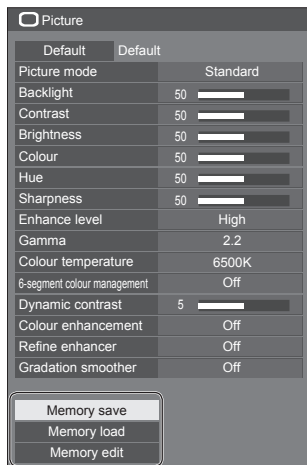 Picture
Default Default
Picture mode Standard
Backlight 50
Contrast 50
Brightness 50
Colour 50
Hue 50
Sharpness 50
Enhance level High
Gamma 2.2
Colour temperature 6500K
6-segment colour management Off
Dynamic contrast 5
Colour enhancement Off
Refine enhancer Off
Gradation smoother Off
Memory save
Memory load
Memory edit